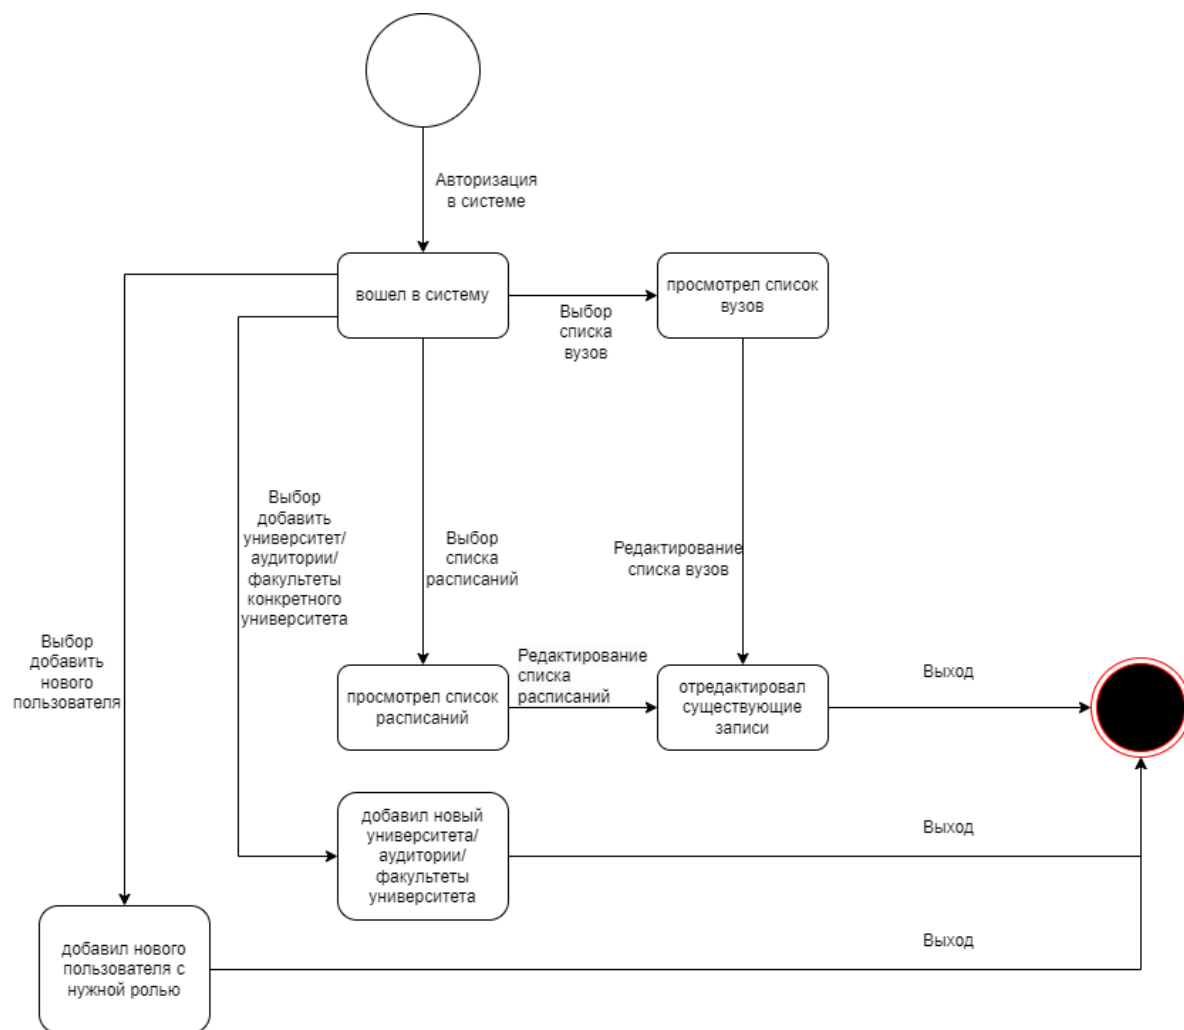 Авторизация
в системе
вошел в систему
просмотрел список
вузов
Выбор
списка
вузов
Выбор
добавить
университет/
аудитории/
факультеты
конкретного
университета
Выбор
списка
расписаний
Редактирование
списка вузов
Выбор
добавить
нового
пользователя
просмотрел список
расписаний
Редактирование
списка
расписаний
отредактировал
существующие
записи
Выход
добавил новый
университета/
аудитории/
факультеты
университета
Выход
добавил нового
пользователя с
нужной ролью
Выход